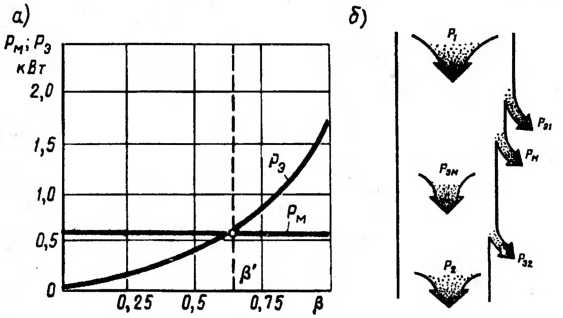 а)
Pм; Pэ
кВт
2,0
1,5
1,0
0,5
0
0,25
0,5
0,75
β
Pэ
Pм
β'
б)
P1
Pэ1
Pм
Pэм
Pэ2
P2